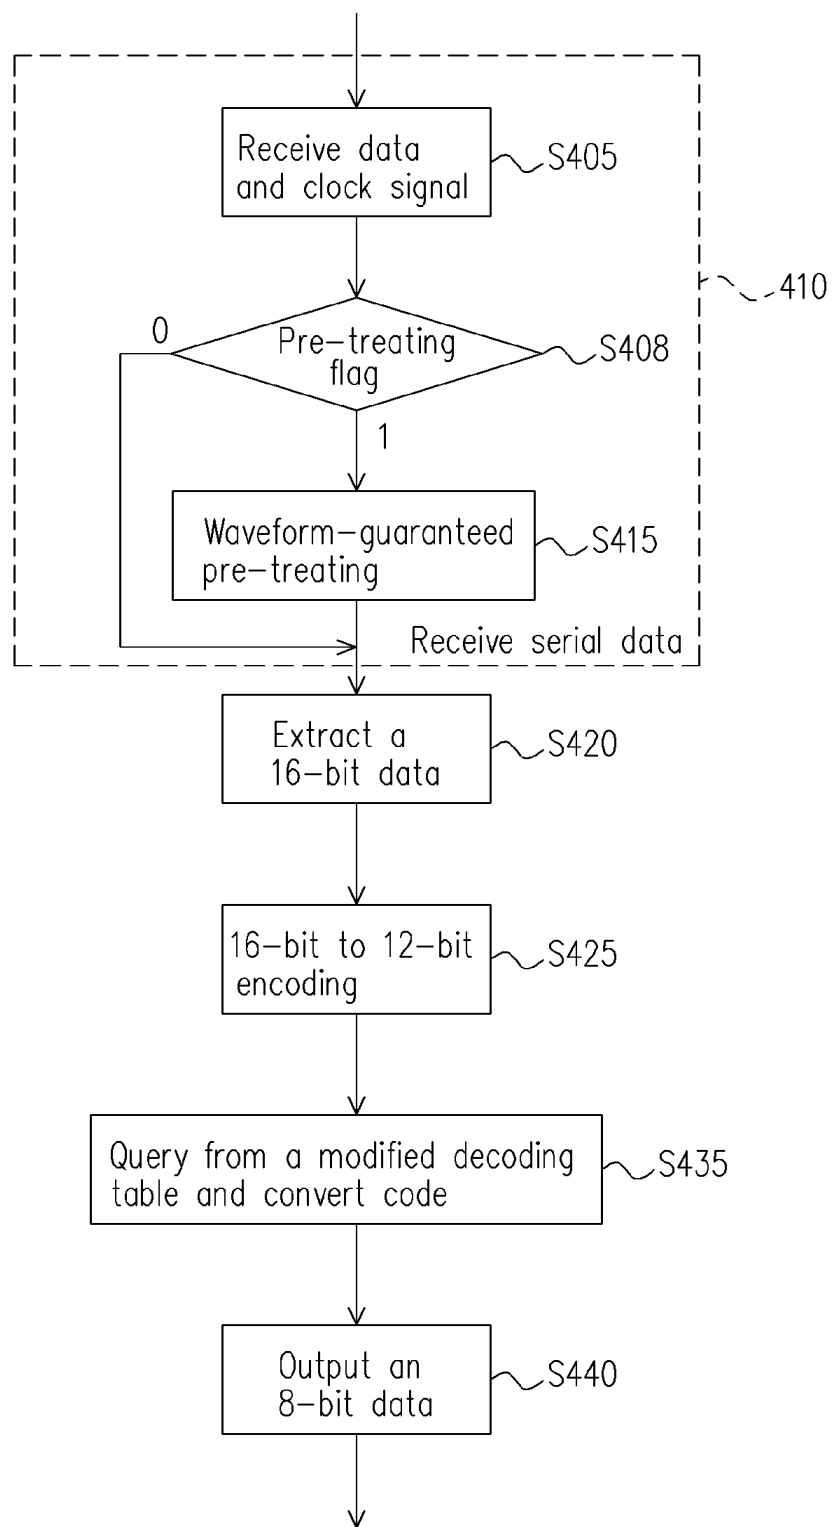 Receive data
and clock signal
S405
410
0
Pre-treating
flag
S408
1
Waveform-guaranteed
pre-treating
S415
Receive serial data
Extract a
16-bit data
S420
16-bit to 12-bit
encoding
S425
Query from a modified decoding
table and convert code
S435
Output an
8-bit data
S440